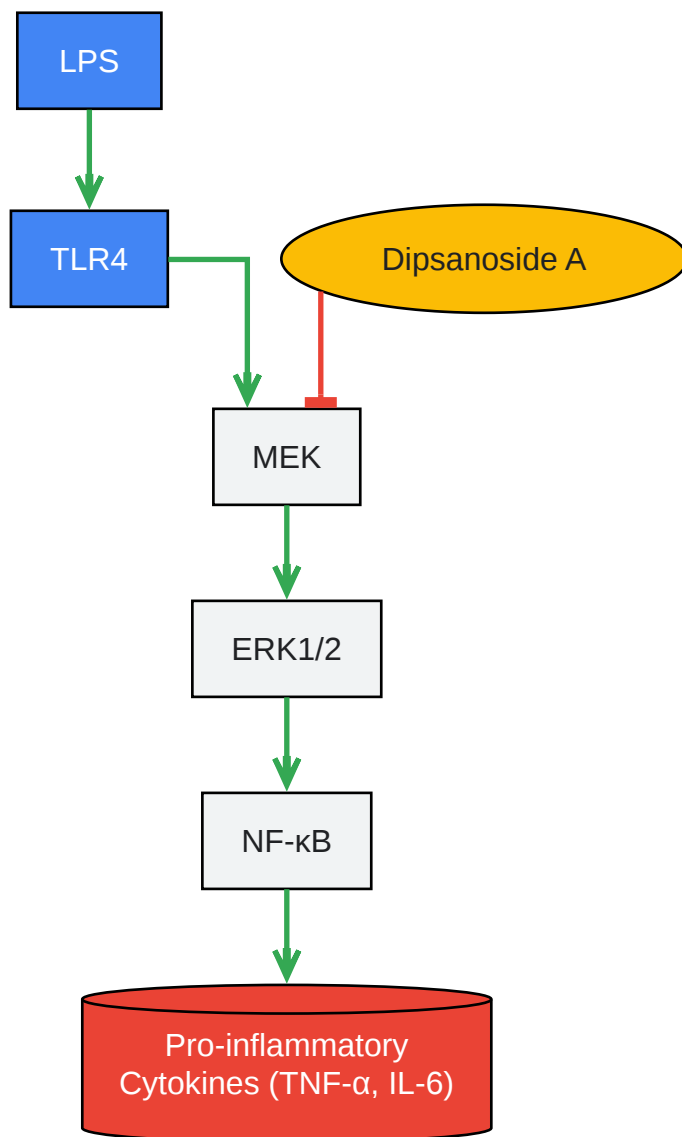 LPS
TLR4
Dipsanoside A
MEK
ERK1/2
NF-κB
Pro-inflammatory
Cytokines (TNF-α, IL-6)